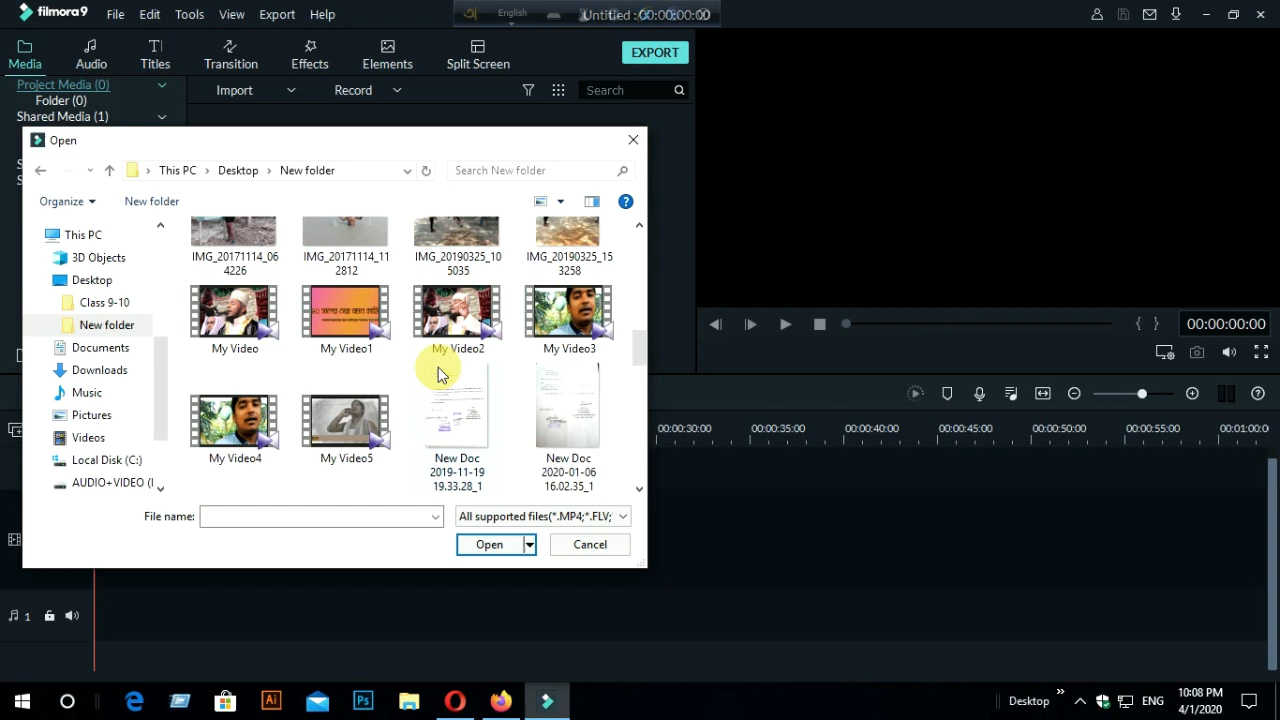 filmora9 File Edit Tools View Export Help English Untitled : 00:00:00:00
Media Audio Titles Transition Effects Elements Split Screen EXPORT
Project Media (0) Import Record Search
Folder (0)
Shared Media (1)
Open
This PC > Desktop > New folder Search New folder
Organize New folder
This PC
3D Objects
Desktop
Class 9-10
New folder
Documents
Downloads
Music
Pictures
Videos
Local Disk (C:)
AUDIO+VIDEO (I
IMG_20171114_06 IMG_20171114_11 IMG_20190325_10 IMG_20190325_15
4226 2812 5035 3258
My Video My Video1 My Video2 My Video3
My Video4 My Video5 New Doc New Doc
2019-11-19 2020-01-06
19.33.28_1 16.02.35_1
File name: All supported files(*.MP4;*.FLV;
Open Cancel
00:00:00:00
00:00:30:00 00:00:35:00 00:00:40:00 00:00:45:00 00:00:50:00 00:00:55:00 00:01:00:0
1
Desktop ENG 10:08 PM
4/1/2020